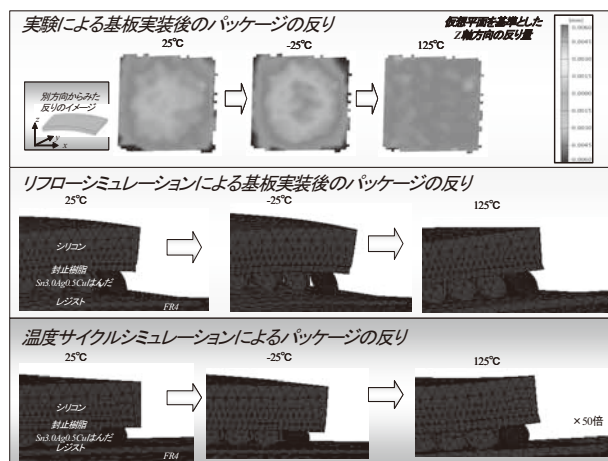 実験による基板実装後のパッケージの反り
仮想平面を基準とした
Z軸方向の反り量
25℃
-25℃
125℃
別方向からみた
反りのイメージ
z
y
x
リフローシミュレーションによる基板実装後のパッケージの反り
25℃
-25℃
125℃
シリコン
封止樹脂
Sn3.0Ag0.5Cuはんだ
レジスト
FR4
温度サイクルシミュレーションによるパッケージの反り
25℃
-25℃
125℃
シリコン
封止樹脂
Sn3.0Ag0.5Cuはんだ
レジスト
FR4
×50倍